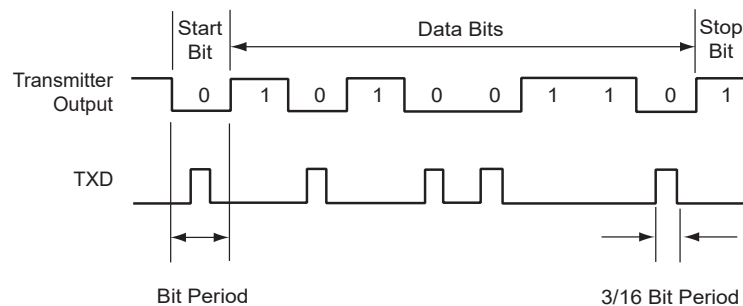 Start Bit
Data Bits
Stop Bit
Transmitter Output
0 1 0 1 0 0 1 1 0 1
TXD
Bit Period
3/16 Bit Period